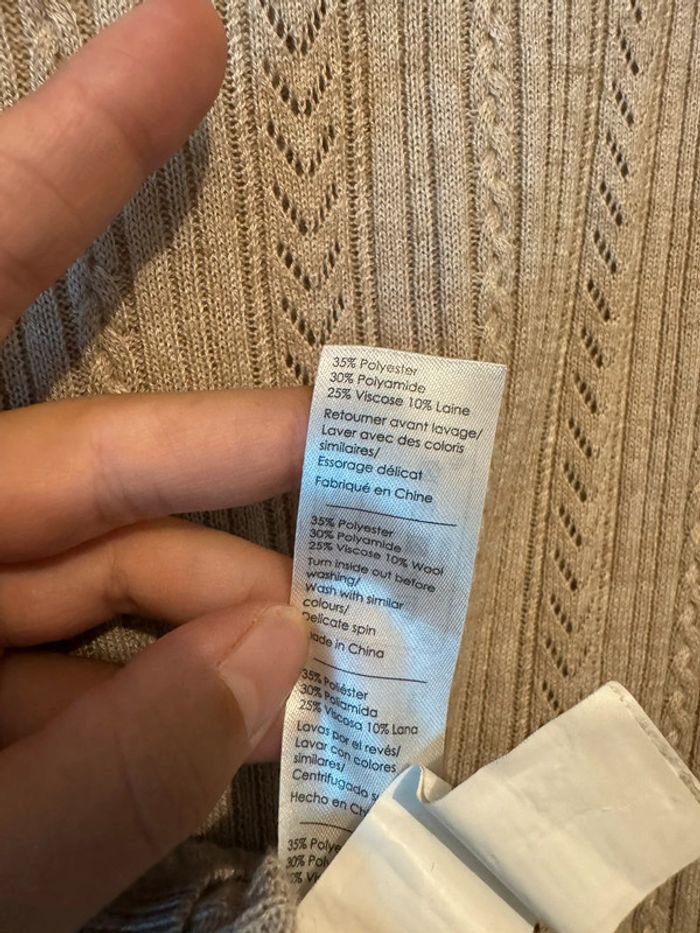 35% Polyester
30% Polyamide
25% Viscose 10% Laine
Retourner avant lavage/
Laver avec des coloris
similaires/
Essorage délicat
Fabriqué en Chine
35% Polyester
30% Polyamide
25% Viscose 10% Wool
Turn inside out before
washing/
Wash with similar
colours/
Delicate spin
ade in China
35% Poliéster
30% Poliamida
25% Viscosa 10% Lana
Lavas por el revés/
Lavar con colores
similares/
Centrifugado
Hecho en
35%
30%